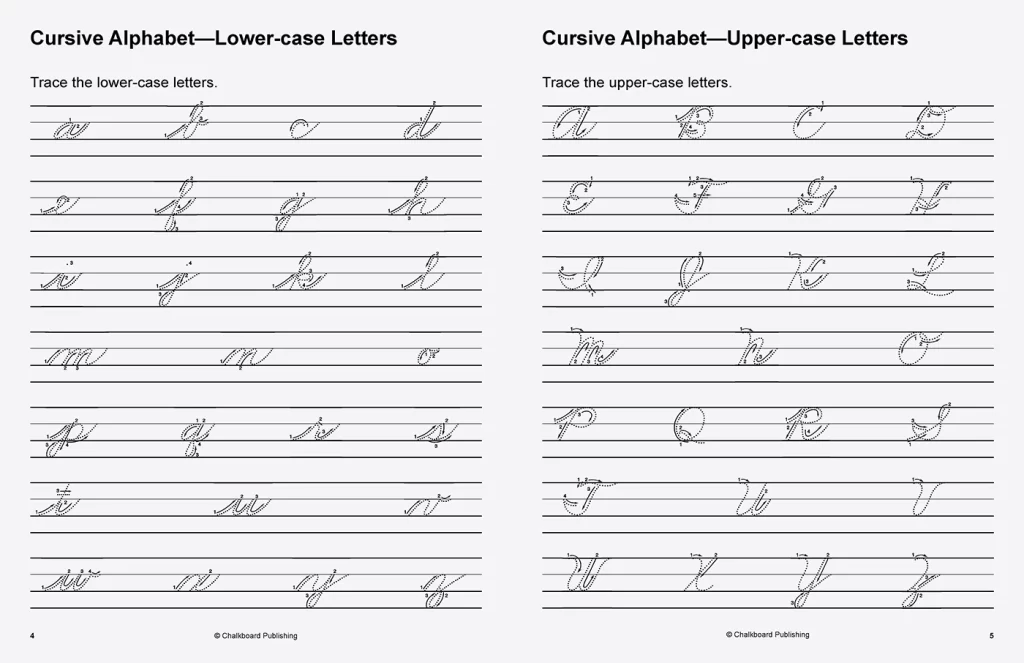 Cursive Alphabet—Lower-case Letters
Trace the lower-case letters.
a b c d
e f g h
i j k l
m n o
p q r s
t u v
w x y z
4
© Chalkboard Publishing
Cursive Alphabet—Upper-case Letters
Trace the upper-case letters.
A B C D
E F G H
I J K L
M N O
P Q R S
T U V
W X Y Z
© Chalkboard Publishing
5